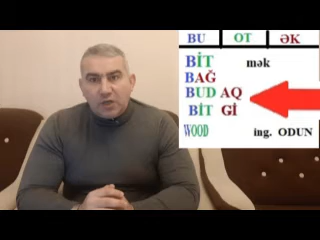 BU OT ƏK
BİT mək
BAĞ
BUD AQ
BİT Gİ
WOOD ing. ODUN